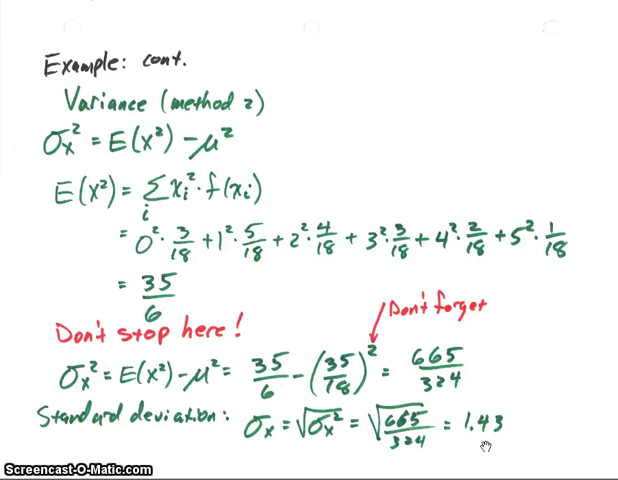 Example: cont.
Variance (method 2)
σx² = E(x²) - μ²
E(x²) = Σi xi² · f(xi)
= 0² · 3/18 + 1² · 5/18 + 2² · 4/18 + 3² · 3/18 + 4² · 2/18 + 5² · 1/18
= 35/6
Don't forget
Don't stop here!
σx² = E(x²) - μ² = 35/6 - (35/18)² = 665/324
Standard deviation: σx = √σx² = √665/324 = 1.43
Screencast-O-Matic.com